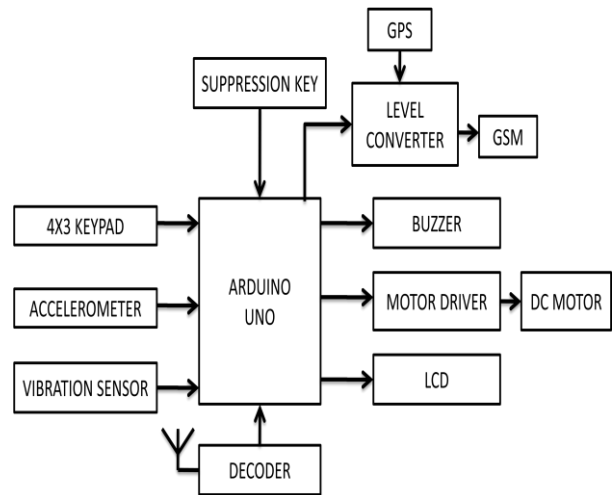 GPS
SUPPRESSION KEY
LEVEL
CONVERTER
GSM
4X3 KEYPAD
BUZZER
ACCELEROMETER
ARDUINO
UNO
MOTOR DRIVER
DC MOTOR
VIBRATION SENSOR
LCD
DECODER